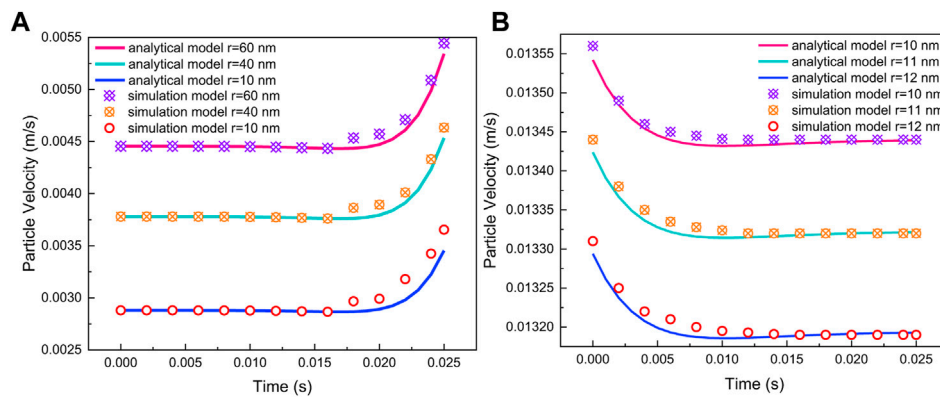 A
analytical model r=60 nm
analytical model r=40 nm
analytical model r=10 nm
simulation model r=60 nm
simulation model r=40 nm
simulation model r=10 nm
Particle Velocity (m/s)
0.0055
0.0050
0.0045
0.0040
0.0035
0.0030
0.0025
0.000 0.005 0.010 0.015 0.020 0.025
Time (s)
B
analytical model r=10 nm
analytical model r=11 nm
analytical model r=12 nm
simulation model r=10 nm
simulation model r=11 nm
simulation model r=12 nm
Particle Velocity (m/s)
0.01355
0.01345
0.01340
0.01335
0.01330
0.01320
0.000 0.005 0.010 0.015 0.020 0.025
Time (s)